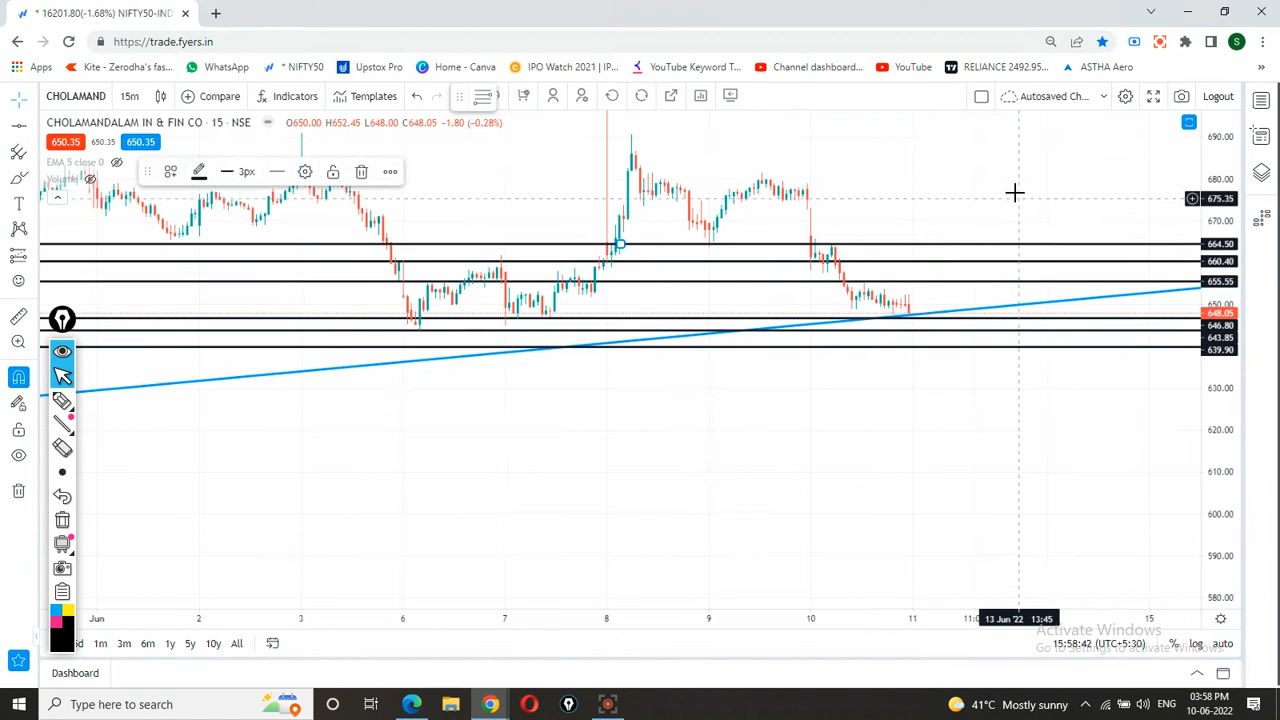 * 16201.80(-1.68%) NIFTY50-IND
https://trade.fyers.in
S
Apps Kite - Zerodha's fas... WhatsApp * NIFTY50 Upstox Pro Home - Canva IPO Watch 2021 | IP... YouTube Keyword T... Channel dashboard... YouTube RELIANCE 2492.95... ASTHA Aero »
CHOLAMAND 15m Compare Indicators Templates Autosaved Ch... Logout
CHOLAMANDALAM IN & FIN CO · 15 · NSE O650.00 H652.45 L648.00 C648.05 −1.80 (−0.28%)
650.35 650.35 650.35
EMA 5 close 0
Volume
3px
690.00
680.00
675.35
670.00
664.50
660.40
655.55
650.00
648.05
646.80
643.85
639.90
630.00
620.00
610.00
600.00
590.00
580.00
Jun 2 3 6 7 8 9 10 11 11:0 13 Jun '22 13:45 15
5d 1m 3m 6m 1y 5y 10y All 15:58:42 (UTC+5:30) % log auto
Activate Windows
Go to Settings to activate Windows.
Dashboard
Type here to search 41°C Mostly sunny ENG 03:58 PM
10-06-2022